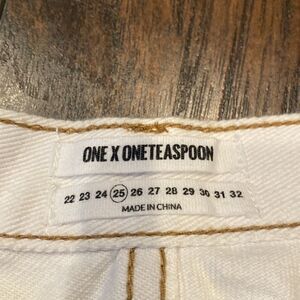 ONE X ONETEASPOON
22 23 24 25 26 27 28 29 30 31 32
MADE IN CHINA